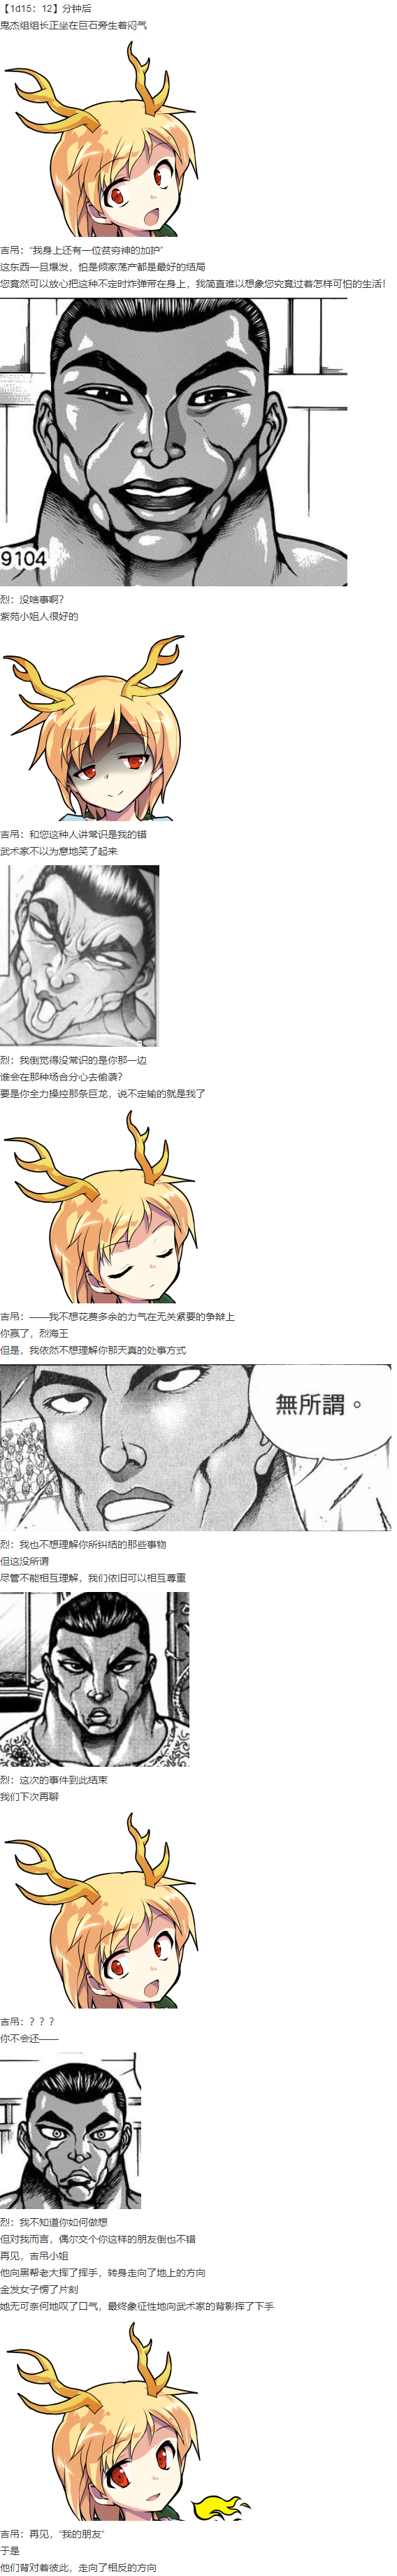 【1d15：12】分钟后
鬼杰组组长正坐在巨石旁生着闷气
吉吊：“我身上还有一位贫穷神的加护”
这东西一旦爆发，怕是倾家荡产都是最好的结局
您竟然可以放心把这种不定时炸弹带在身上，我简直难以想象您究竟过着怎样可怕的生活！
9104
烈：没啥事啊？
紫苑小姐人很好的
吉吊：和您这种人讲常识是我的错
武术家不以为意地笑了起来
烈：我倒觉得没常识的是你那一边
谁会在那种场合分心去偷袭？
要是你全力操控那条巨龙，说不定输的就是我了
吉吊：——我不想花费多余的力气在无关紧要的争辩上
你赢了，烈海王
但是，我依然不想理解你那天真的处事方式
無所謂。
烈：我也不想理解你所纠结的那些事物
但这没所谓
尽管不能相互理解，我们依旧可以相互尊重
烈：这次的事件到此结束
我们下次再聊
吉吊：？？？
你不会还——
烈：我不知道你如何做想
但对我而言，偶尔交个你这样的朋友倒也不错
再见，吉吊小姐
他向黑帮老大挥了挥手，转身走向了地上的方向
金发女子愣了片刻
她无可奈何地叹了口气，最终象征性地向武术家的背影挥了下手
吉吊：再见，“我的朋友”
于是
他们背对着彼此，走向了相反的方向